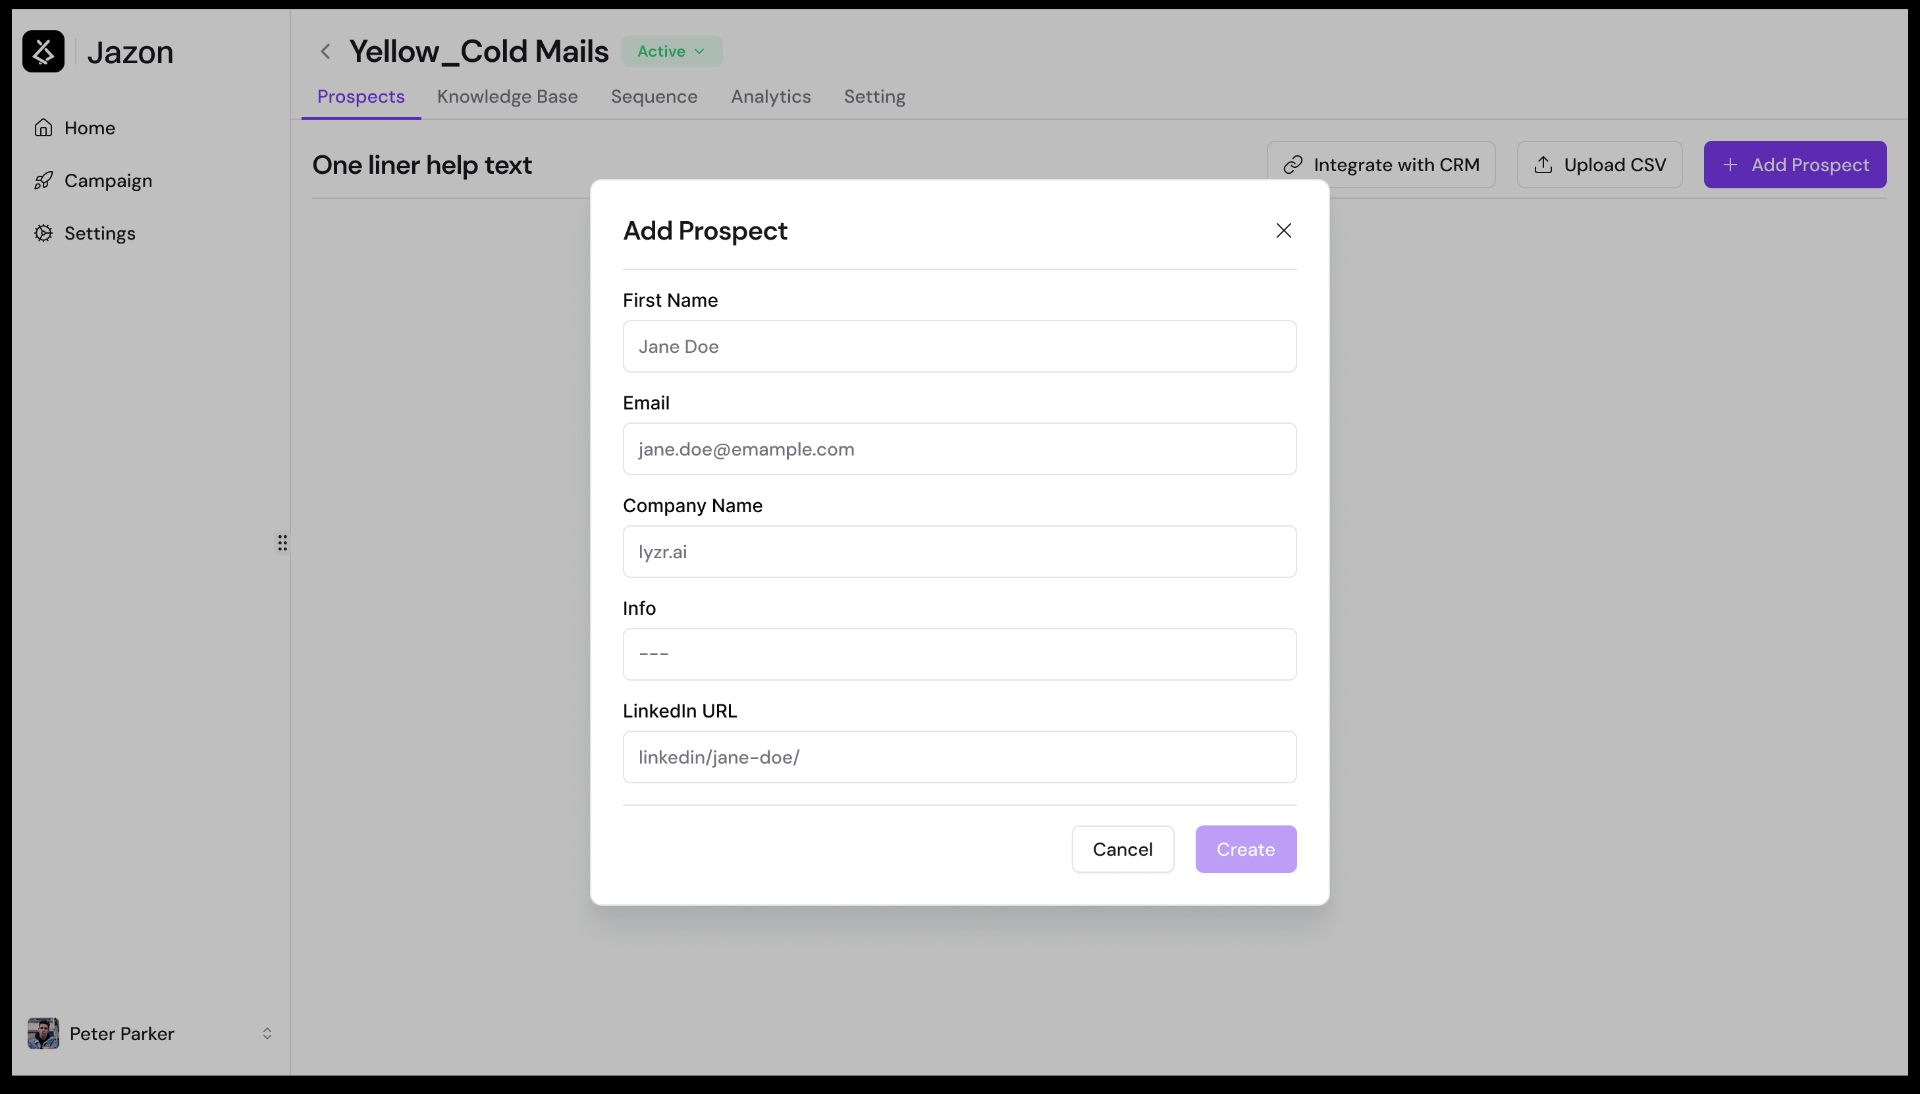 Jazon
Home
Campaign
Settings
Peter Parker
Yellow_Cold Mails
Active
Prospects Knowledge Base Sequence Analytics Setting
One liner help text
Integrate with CRM
Upload CSV
Add Prospect
Add Prospect
First Name
Jane Doe
Email
jane.doe@emample.com
Company Name
lyzr.ai
Info
---
LinkedIn URL
linkedin/jane-doe/
Cancel
Create